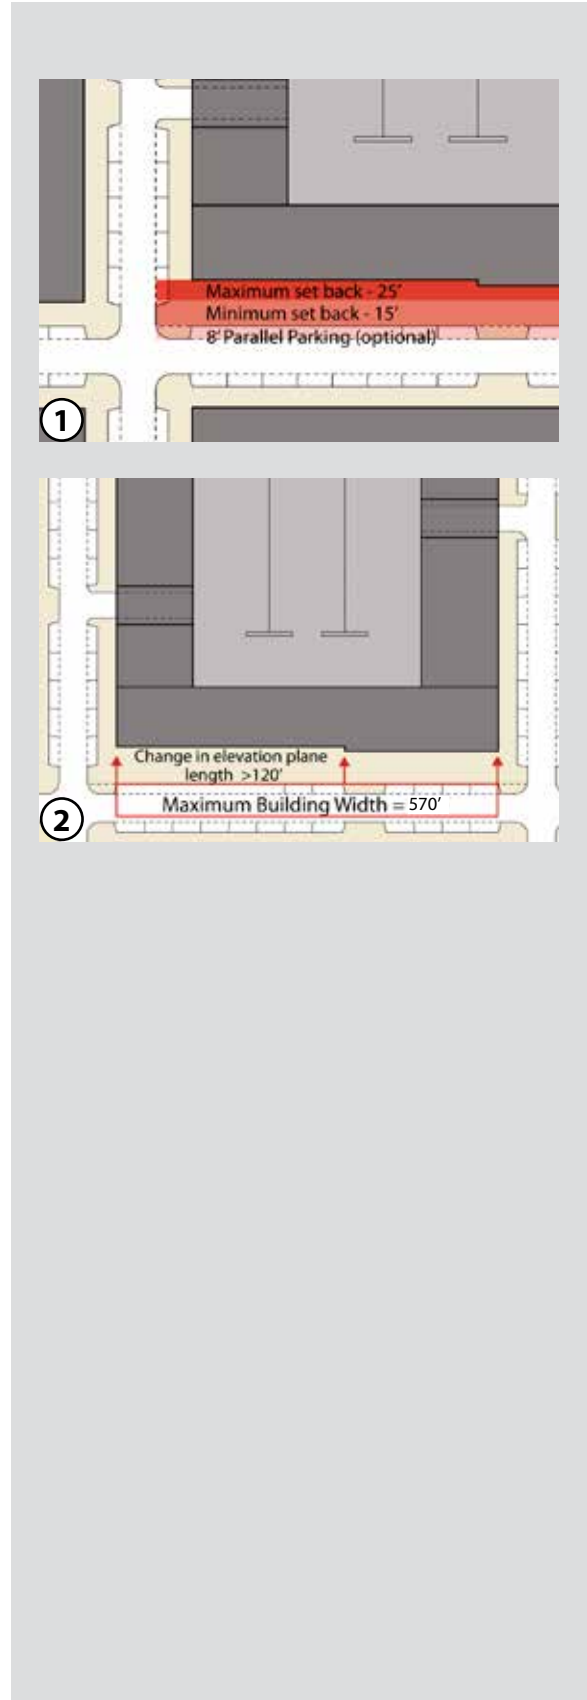 Maximum set back - 25'
Minimum set back - 15'
8' Parallel Parking (optional)
1
Change in elevation plane
length >120'
Maximum Building Width = 570'
2